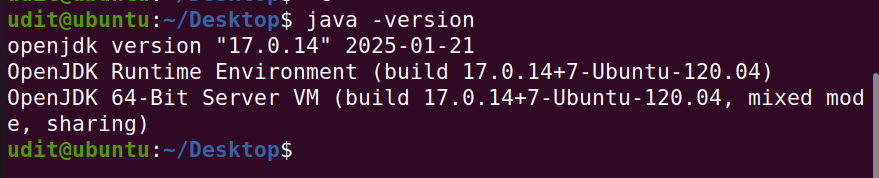 udit@ubuntu:~/Desktop$ java -version
openjdk version "17.0.14" 2025-01-21
OpenJDK Runtime Environment (build 17.0.14+7-Ubuntu-120.04)
OpenJDK 64-Bit Server VM (build 17.0.14+7-Ubuntu-120.04, mixed mod
e, sharing)
udit@ubuntu:~/Desktop$